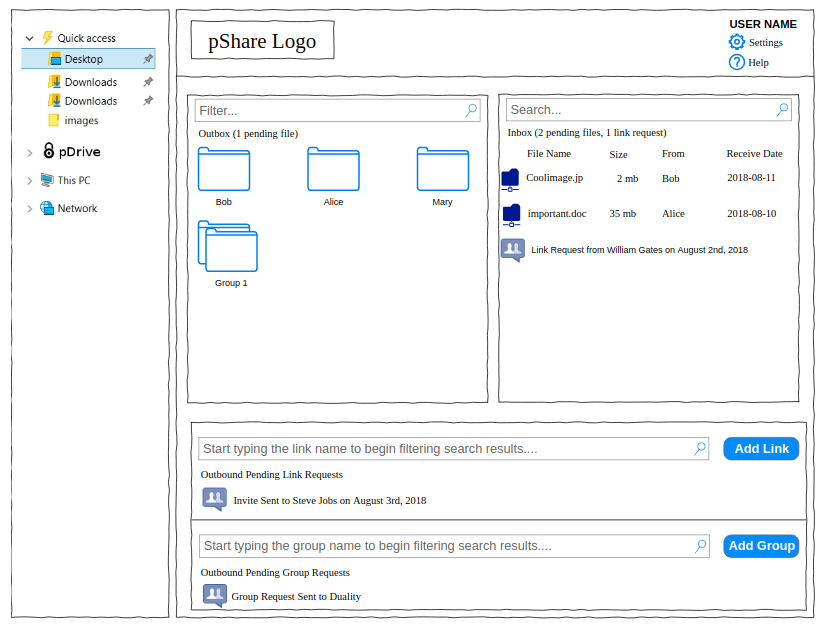 Quick access
Desktop
Downloads
Downloads
images
pDrive
This PC
Network
pShare Logo
USER NAME
Settings
Help
Filter...
Outbox (1 pending file)
Bob
Alice
Mary
Group 1
Search...
Inbox (2 pending files, 1 link request)
File Name Size From Receive Date
Coolimage.jp 2 mb Bob 2018-08-11
important.doc 35 mb Alice 2018-08-10
Link Request from William Gates on August 2nd, 2018
Start typing the link name to begin filtering search results....
Add Link
Outbound Pending Link Requests
Invite Sent to Steve Jobs on August 3rd, 2018
Start typing the group name to begin filtering search results....
Add Group
Outbound Pending Group Requests
Group Request Sent to Duality